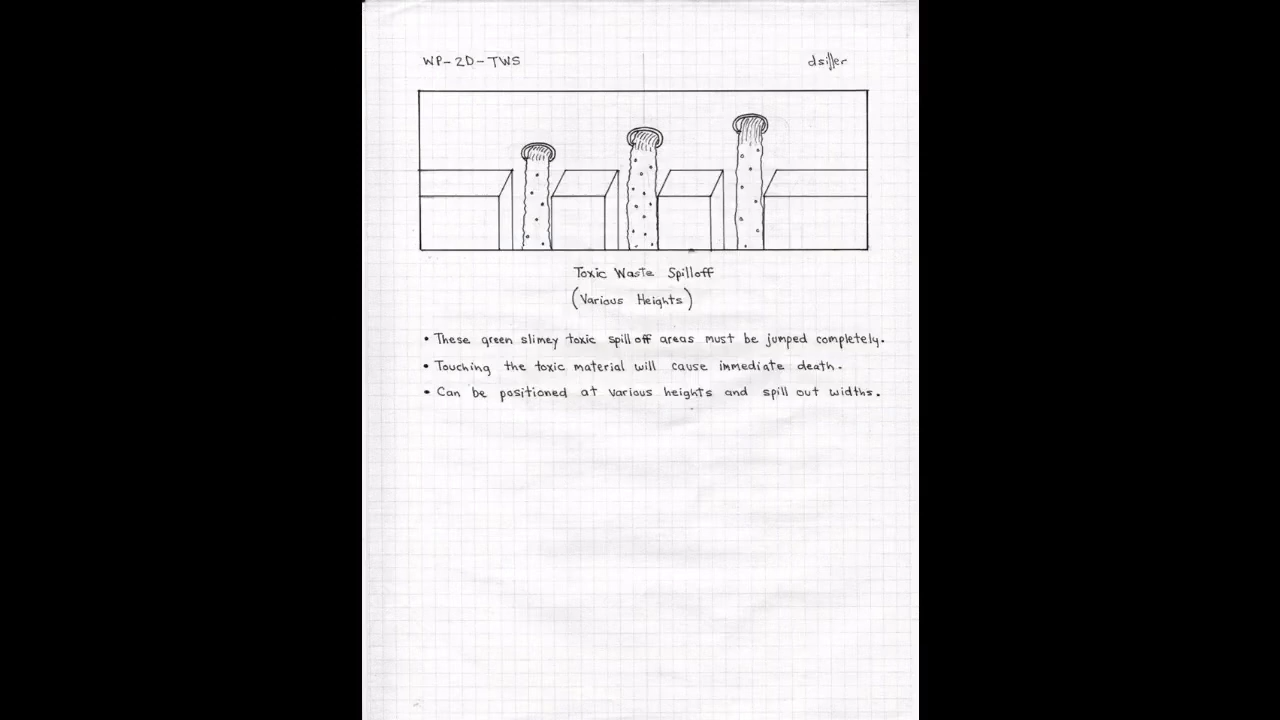 WP-2D-TWS
dsiller
Toxic Waste Spilloff
(Various Heights)
• These green slimey toxic spill off areas must be jumped completely.
• Touching the toxic material will cause immediate death.
• Can be positioned at various heights and spill out widths.